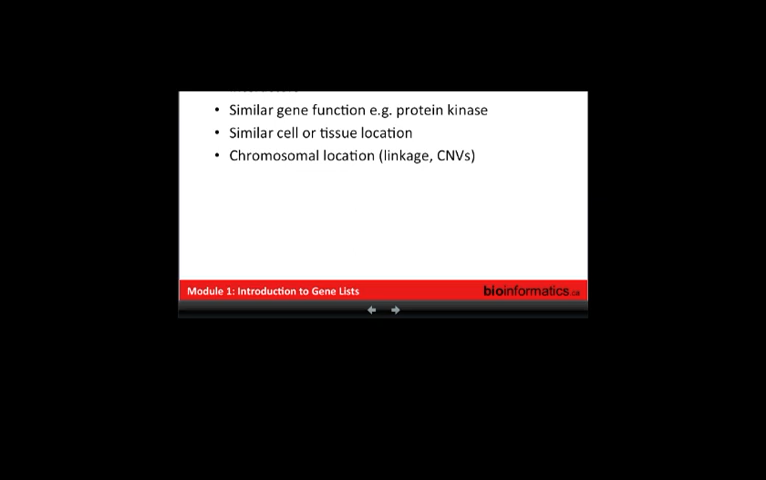 • Similar gene function e.g. protein kinase
• Similar cell or tissue location
• Chromosomal location (linkage, CNVs)
Module 1: Introduction to Gene Lists
bioinformatics.ca